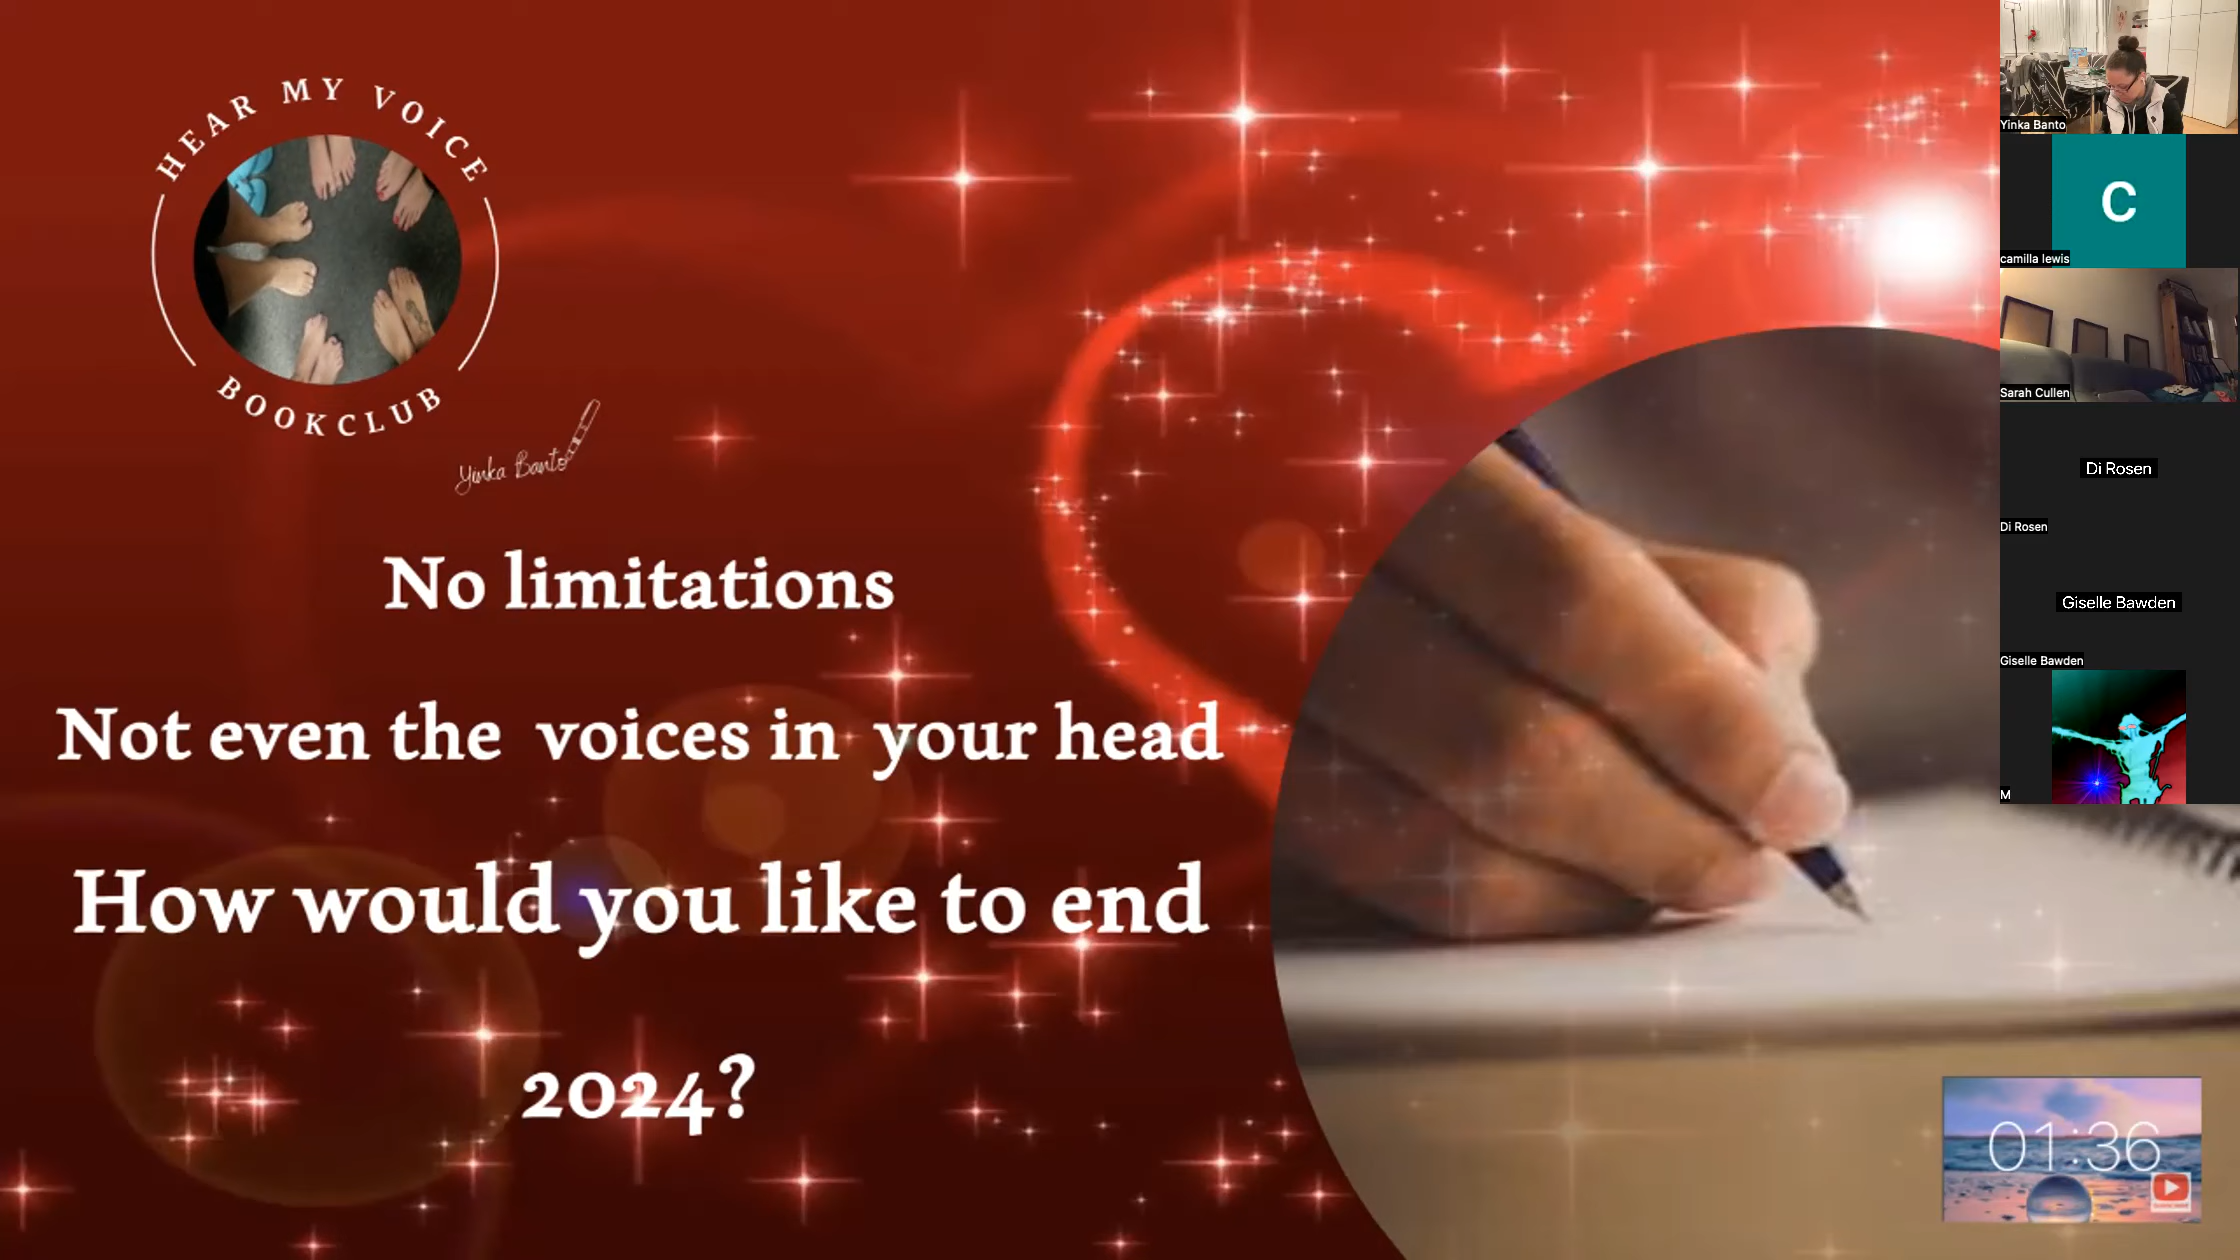 HEAR MY VOICE
BOOKCLUB
Yinka Banto
No limitations
Not even the voices in your head
How would you like to end
2024?
Yinka Banto
C
camilla lewis
Sarah Cullen
Di Rosen
Di Rosen
Giselle Bawden
Giselle Bawden
M
01:36